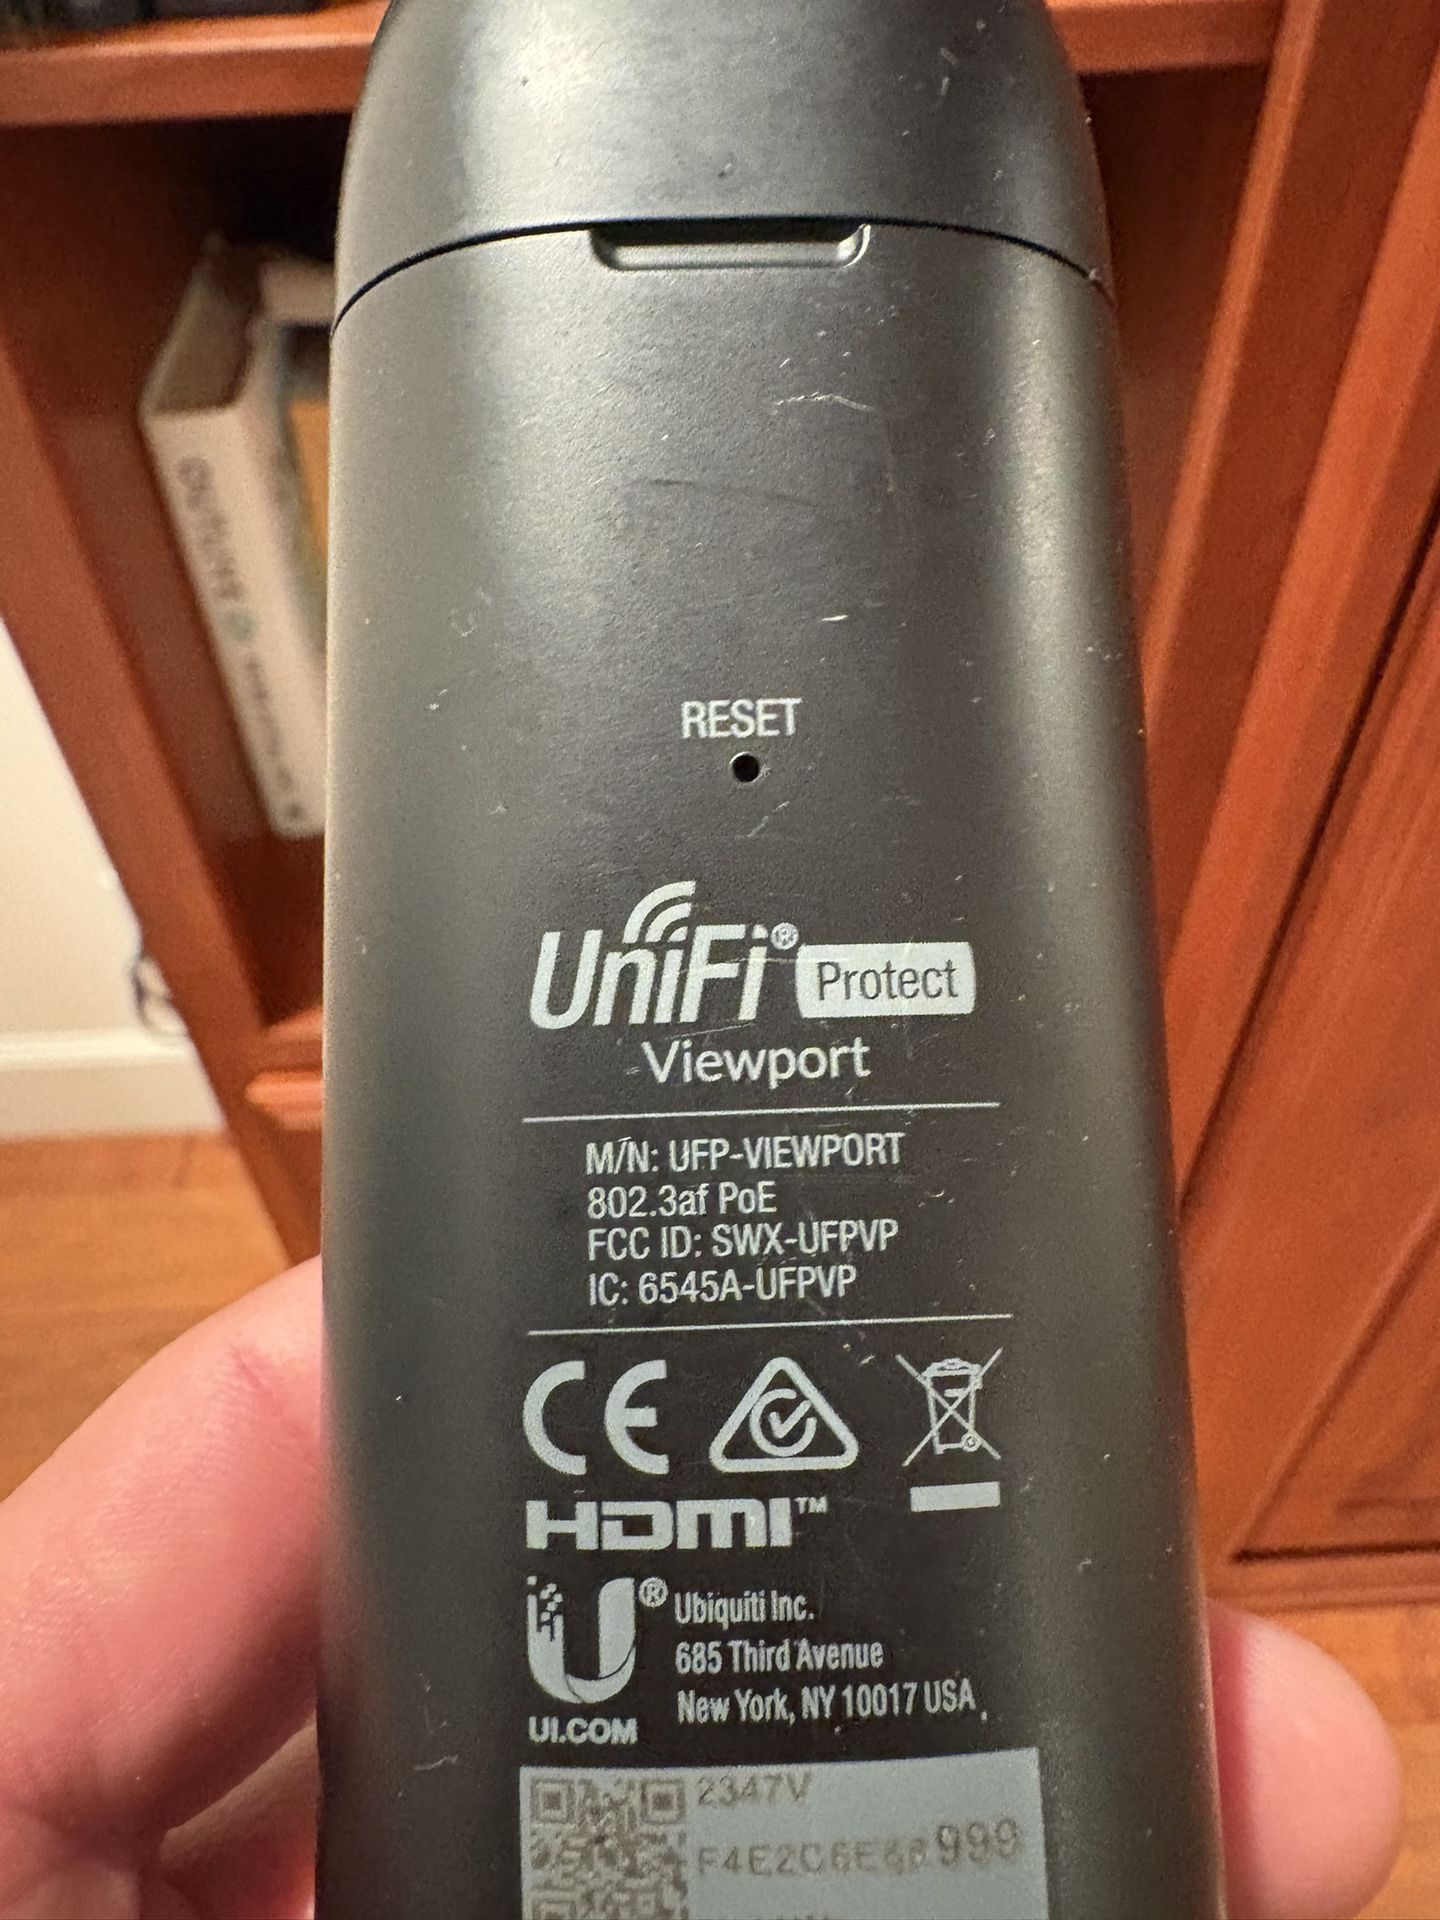 RESET
UniFi® Protect
Viewport
M/N: UFP-VIEWPORT
802.3af PoE
FCC ID: SWX-UFPVP
IC: 6545A-UFPVP
CE
HDMI™
U®
Ubiquiti Inc.
685 Third Avenue
New York, NY 10017 USA
UI.COM
2347V